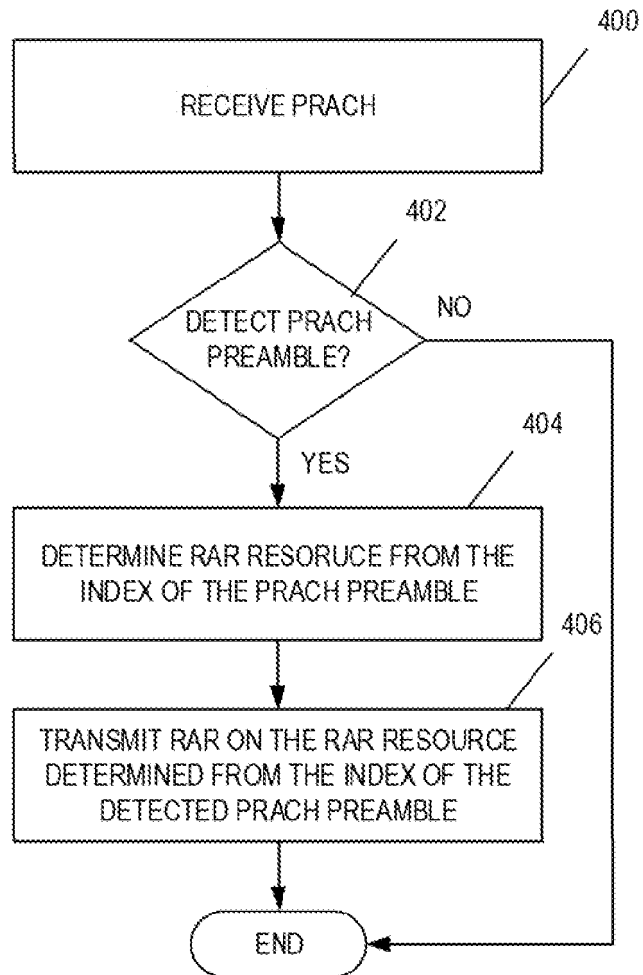 400
RECEIVE PRACH
402
DETECT PRACH
PREAMBLE?
NO
YES
404
DETERMINE RAR RESORUCE FROM THE
INDEX OF THE PRACH PREAMBLE
406
TRANSMIT RAR ON THE RAR RESOURCE
DETERMINED FROM THE INDEX OF THE
DETECTED PRACH PREAMBLE
END